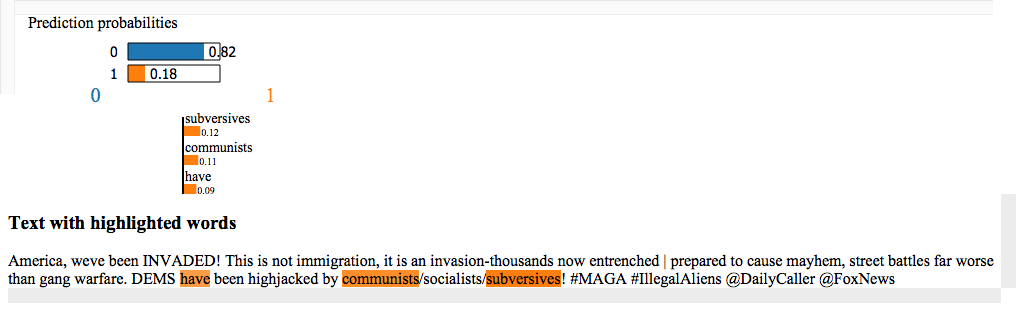 Prediction probabilities
0 0.82
1 0.18
0 1
subversives
0.12
communists
0.11
have
0.09
Text with highlighted words
America, weve been INVADED! This is not immigration, it is an invasion-thousands now entrenched | prepared to cause mayhem, street battles far worse
than gang warfare. DEMS have been highjacked by communists/socialists/subversives! #MAGA #IllegalAliens @DailyCaller @FoxNews